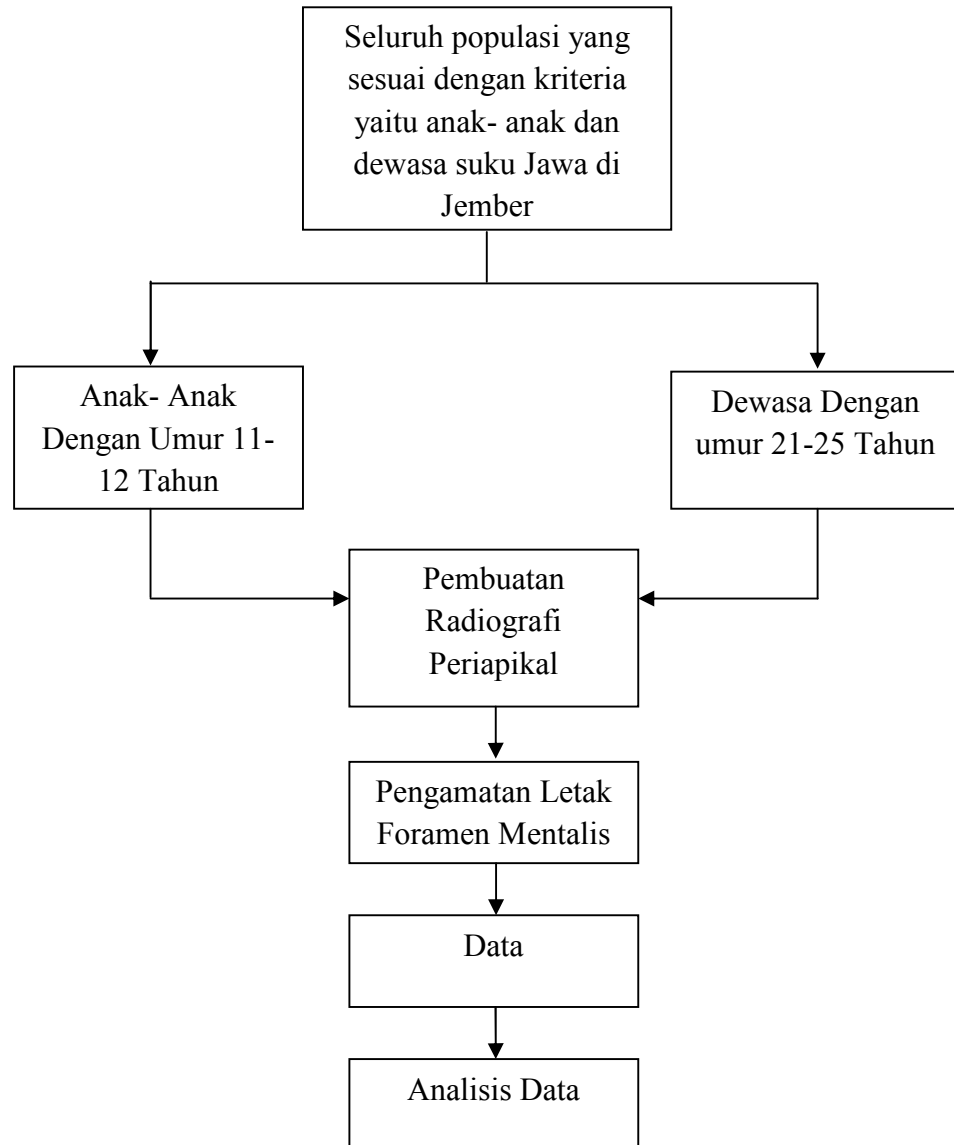 Seluruh populasi yang
sesuai dengan kriteria
yaitu anak- anak dan
dewasa suku Jawa di
Jember
Anak- Anak
Dengan Umur 11-
12 Tahun
Dewasa Dengan
umur 21-25 Tahun
Pembuatan
Radiografi
Periapikal
Pengamatan Letak
Foramen Mentalis
Data
Analisis Data